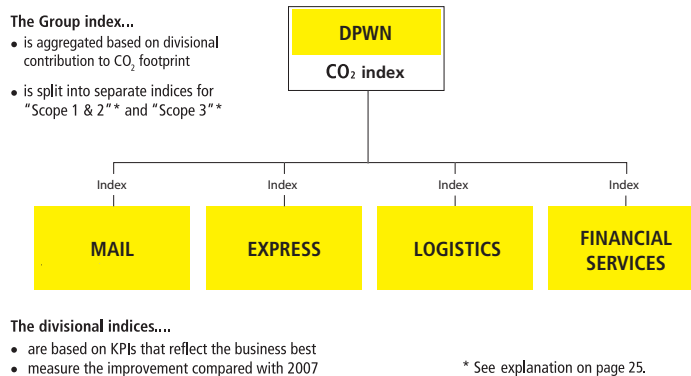 The Group index...
• is aggregated based on divisional
contribution to CO₂ footprint
• is split into separate indices for
"Scope 1 & 2"* and "Scope 3"*
DPWN
CO₂ index
Index
Index
Index
Index
MAIL
EXPRESS
LOGISTICS
FINANCIAL
SERVICES
The divisional indices....
• are based on KPIs that reflect the business best
• measure the improvement compared with 2007
* See explanation on page 25.